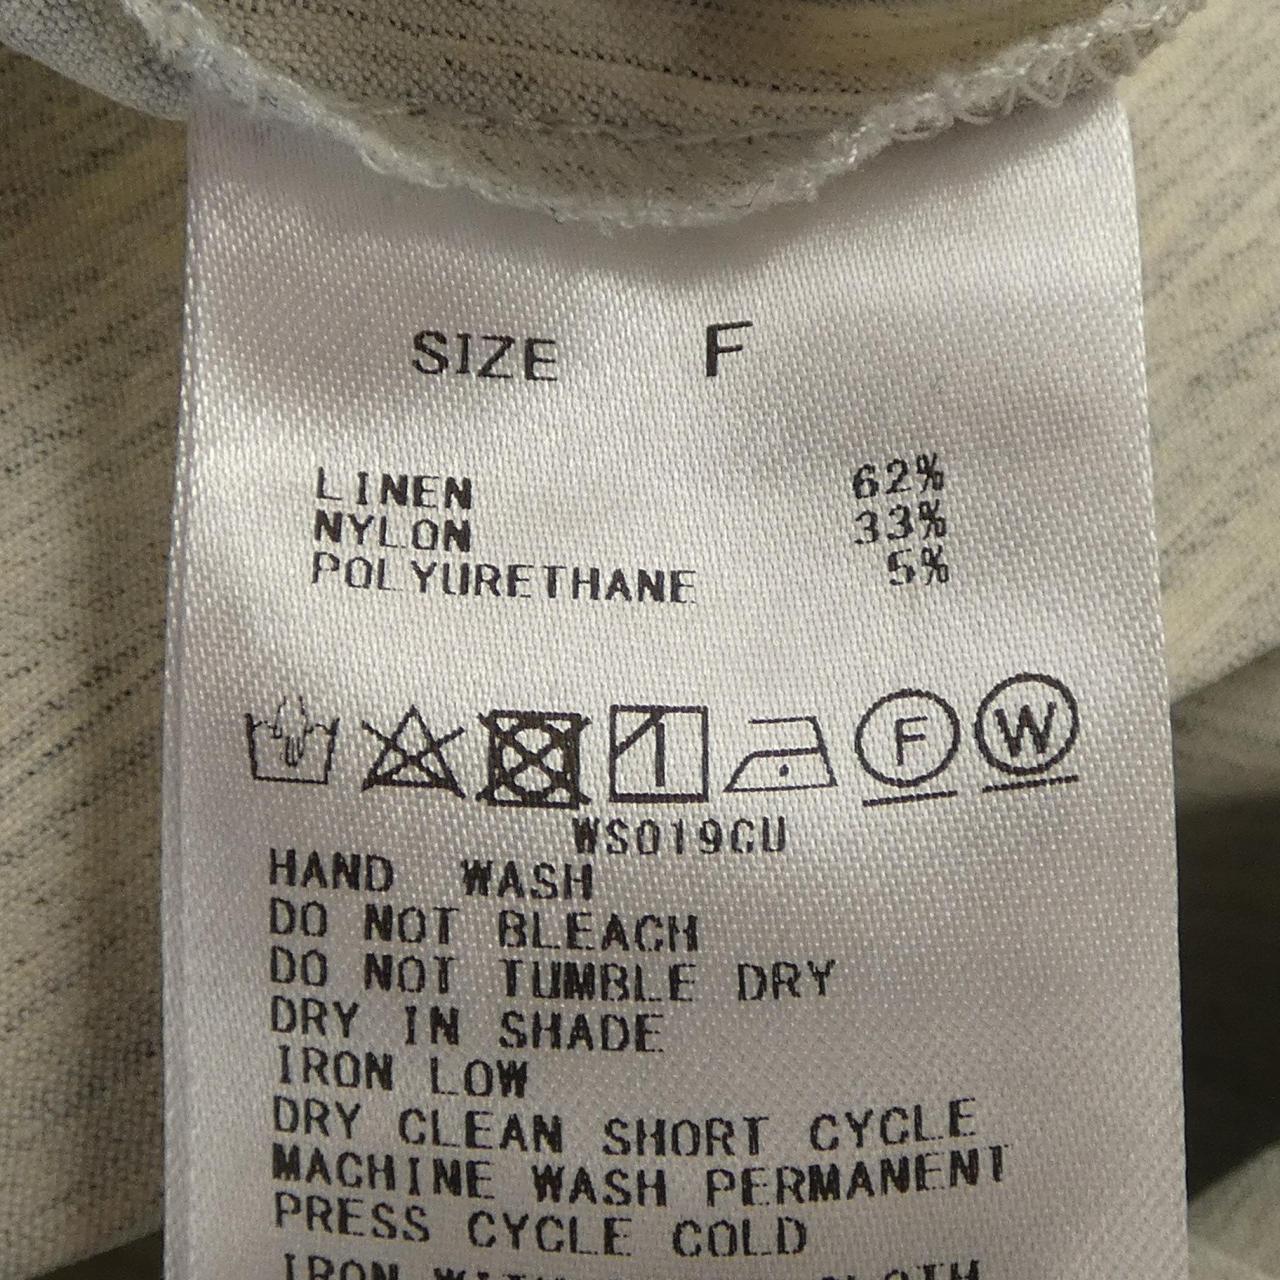 SIZE F
LINEN 62%
NYLON 33%
POLYURETHANE 5%
F W
WS019CU
HAND WASH
DO NOT BLEACH
DO NOT TUMBLE DRY
DRY IN SHADE
IRON LOW
DRY CLEAN SHORT CYCLE
MACHINE WASH PERMANENT
PRESS CYCLE COLD
IRON